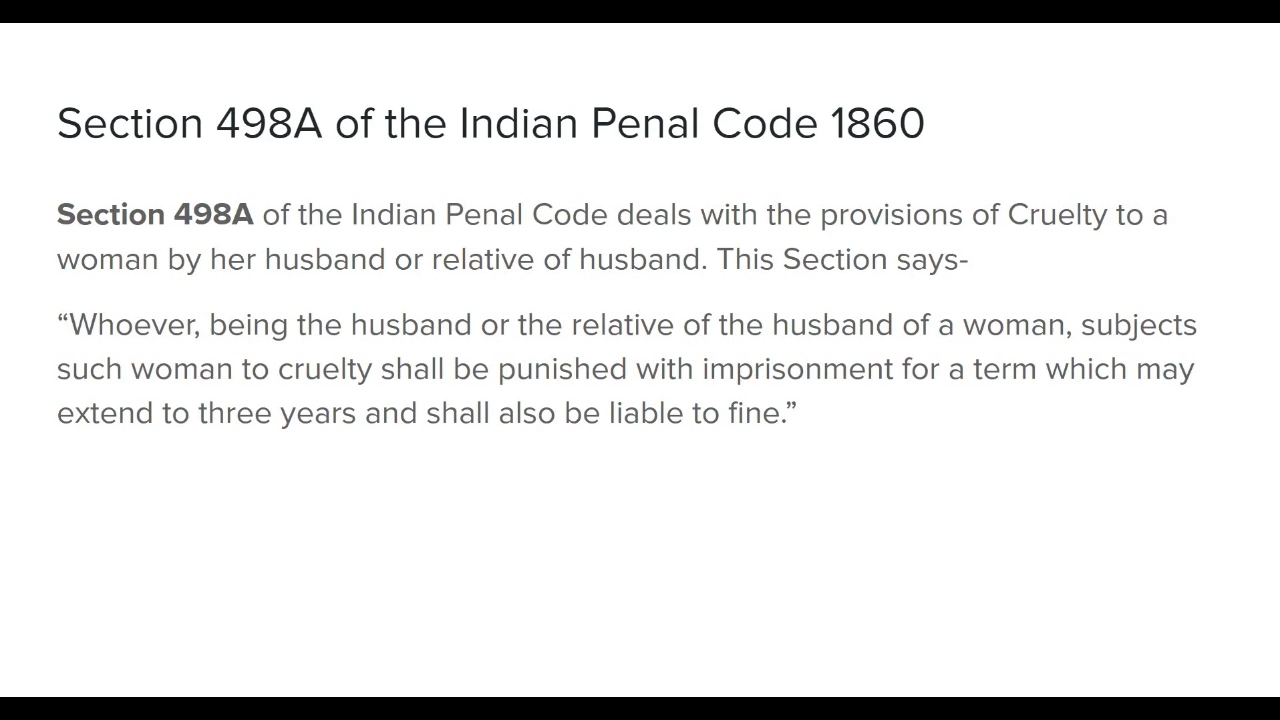 Section 498A of the Indian Penal Code 1860
Section 498A of the Indian Penal Code deals with the provisions of Cruelty to a
woman by her husband or relative of husband. This Section says-
“Whoever, being the husband or the relative of the husband of a woman, subjects
such woman to cruelty shall be punished with imprisonment for a term which may
extend to three years and shall also be liable to fine.”